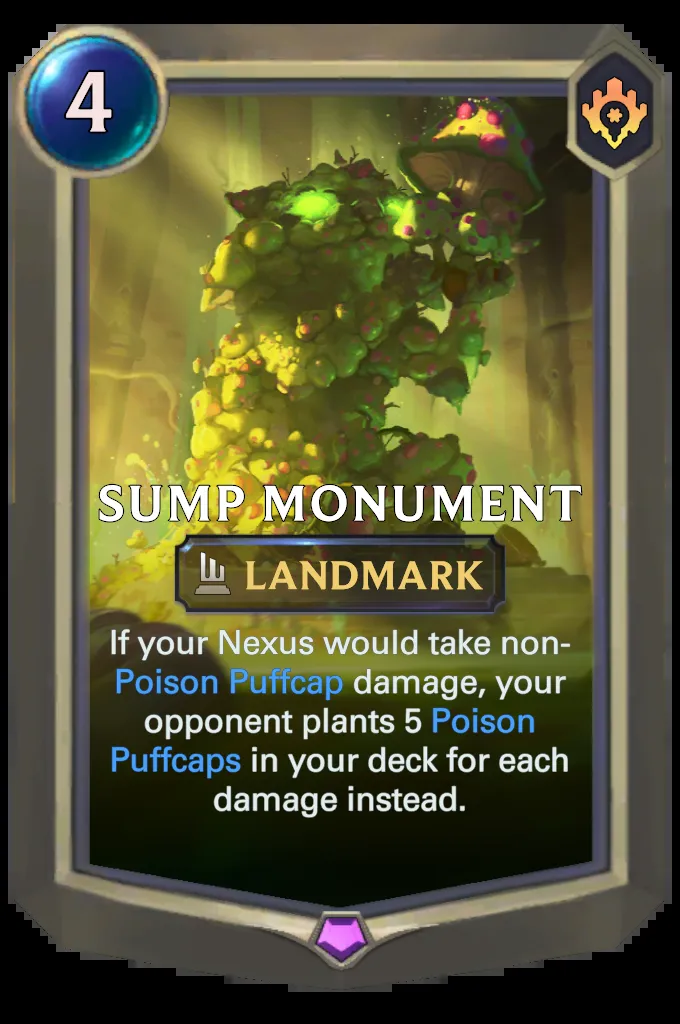 4
SUMP MONUMENT
LANDMARK
If your Nexus would take non-
Poison Puffcap damage, your
opponent plants 5 Poison
Puffcaps in your deck for each
damage instead.